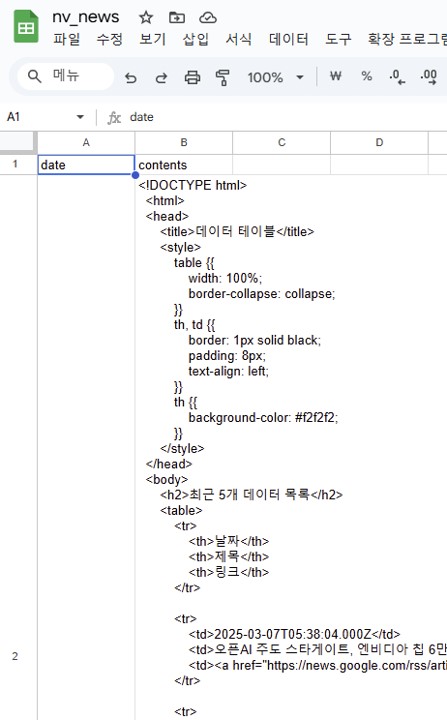 nv_news
파일 수정 보기 삽입 서식 데이터 도구 확장 프로그램
메뉴 100% ₩ % .0 .00
A1 fx date
A B C D
1 date contents
<!DOCTYPE html>
<html>
<head>
<title>데이터 테이블</title>
<style>
table {{
width: 100%;
border-collapse: collapse;
}}
th, td {{
border: 1px solid black;
padding: 8px;
text-align: left;
}}
th {{
background-color: #f2f2f2;
}}
</style>
</head>
<body>
<h2>최근 5개 데이터 목록</h2>
<table>
<tr>
<th>날짜</th>
<th>제목</th>
<th>링크</th>
</tr>
<tr>
<td>2025-03-07T05:38:04.000Z</td>
2 <td>오픈AI 주도 스타게이트, 엔비디아 칩 6만
<td><a href="https://news.google.com/rss/arti
</tr>
<tr>